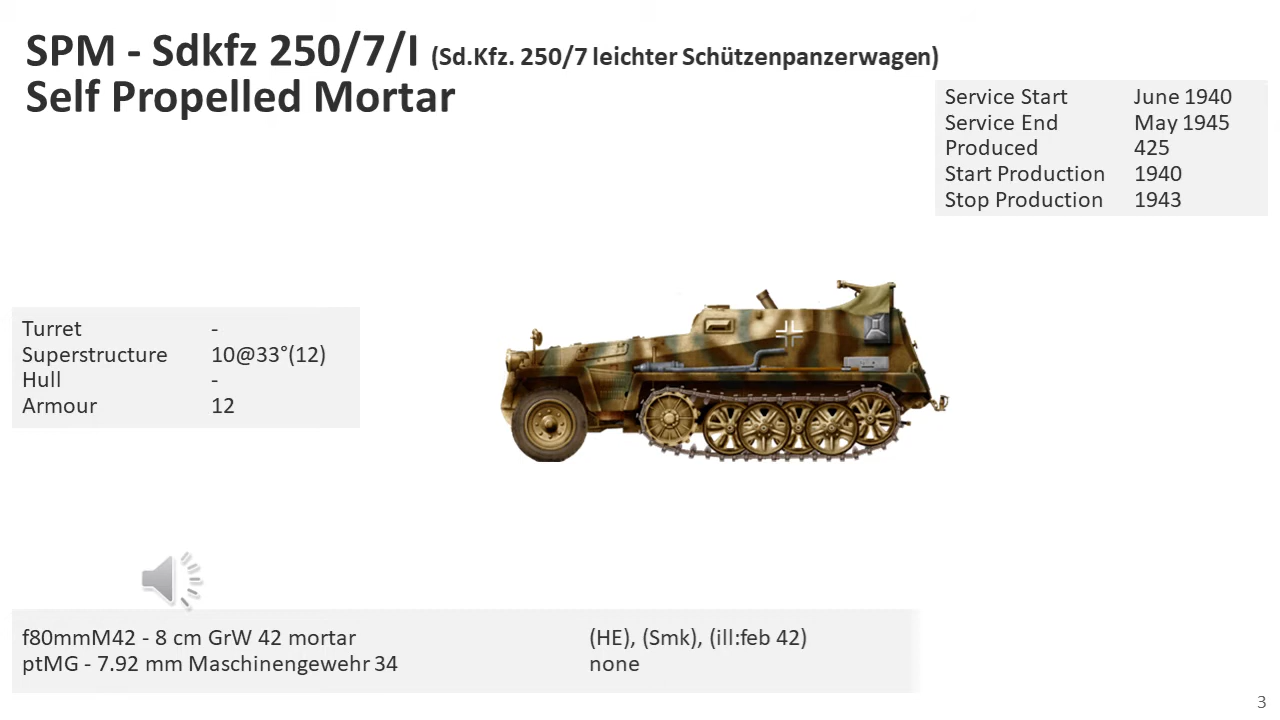 SPM - Sdkfz 250/7/I (Sd.Kfz. 250/7 leichter Schützenpanzerwagen)
Self Propelled Mortar
Service Start June 1940
Service End May 1945
Produced 425
Start Production 1940
Stop Production 1943
Turret -
Superstructure 10@33°(12)
Hull -
Armour 12
f80mmM42 - 8 cm GrW 42 mortar (HE), (Smk), (ill:feb 42)
ptMG - 7.92 mm Maschinengewehr 34 none
3